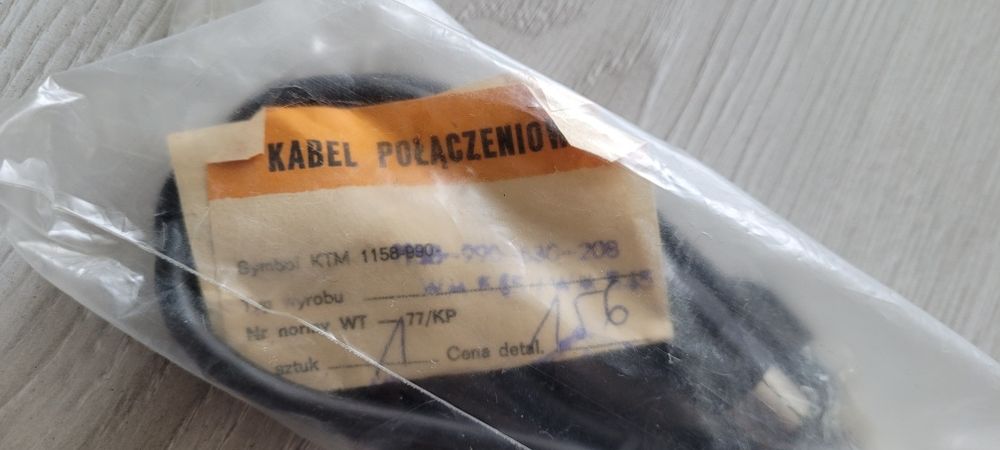 KABEL POŁĄCZENIOW
Symbol KTM 1158-990
Typ wyrobu
Nr normy WT 77/KP
sztuk 1 Cena detal. 156